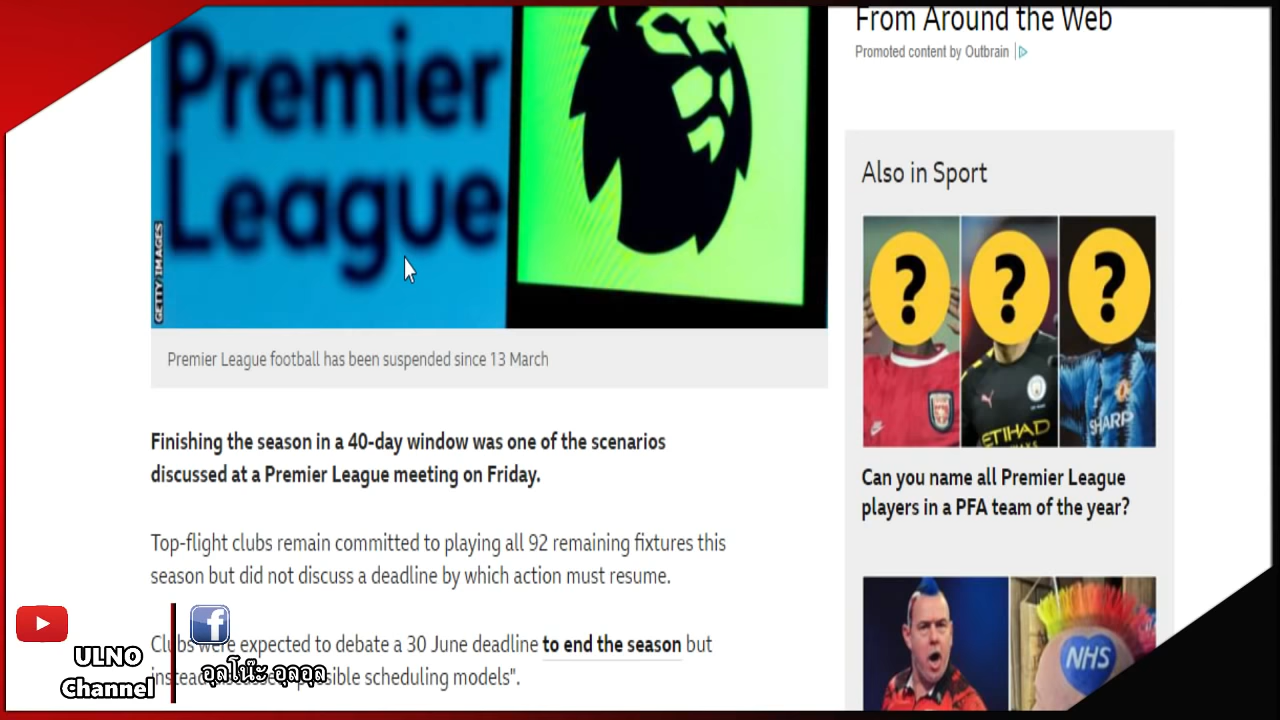 Premier
League
GETTY IMAGES
Premier League football has been suspended since 13 March
Finishing the season in a 40-day window was one of the scenarios
discussed at a Premier League meeting on Friday.
Top-flight clubs remain committed to playing all 92 remaining fixtures this
season but did not discuss a deadline by which action must resume.
Clubs were expected to debate a 30 June deadline to end the season but
instead scheduling models".
From Around the Web
Promoted content by Outbrain
Also in Sport
? ? ?
ETIHAD
SHARP
Can you name all Premier League
players in a PFA team of the year?
NHS
ULNO
Channel
f
อุลโน๊ะ อุลอุล